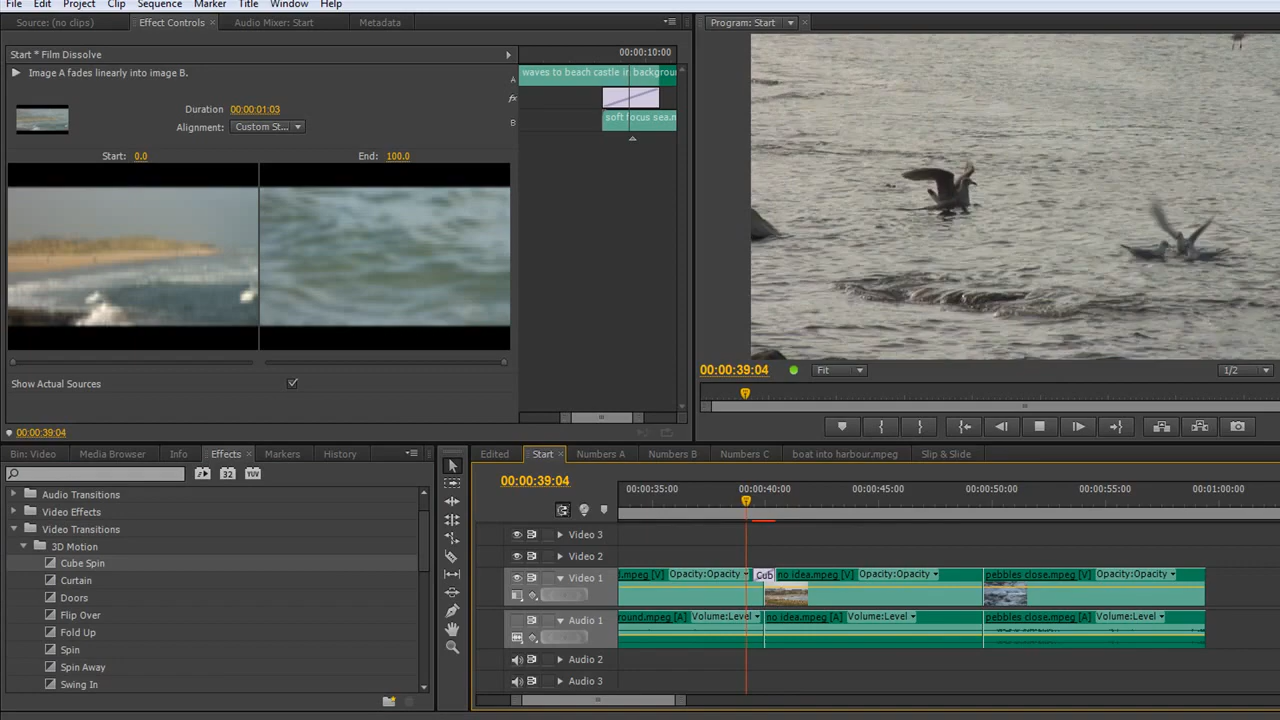 File Edit Project Clip Sequence Marker Title Window Help
Source: (no clips) Effect Controls Audio Mixer: Start Metadata
Program: Start
Start * Film Dissolve
00:00:10:00
Image A fades linearly into image B.
waves to beach castle in backgrour
A
fx
Duration 00:00:01:03
soft focus sea.m
B
Alignment: Custom St...
Start: 0.0
End: 100.0
00:00:39:04
Fit
1/2
Show Actual Sources
00:00:39:04
Bin: Video Media Browser Info Effects Markers History
Edited Start Numbers A Numbers B Numbers C boat into harbour.mpeg Slip & Slide
32
YUV
00:00:39:04
00:00:35:00 00:00:40:00 00:00:45:00 00:00:50:00 00:00:55:00 00:01:00:00
Audio Transitions
Video Effects
Video Transitions
3D Motion
Cube Spin
Curtain
Doors
Flip Over
Fold Up
Spin
Spin Away
Swing In
Video 3
Video 2
Video 1
l.mpeg [V] Opacity:Opacity Cub no idea.mpeg [V] Opacity:Opacity pebbles close.mpeg [V] Opacity:Opacity
Audio 1
round.mpeg [A] Volume:Level no idea.mpeg [A] Volume:Level pebbles close.mpeg [A] Volume:Level
Audio 2
Audio 3